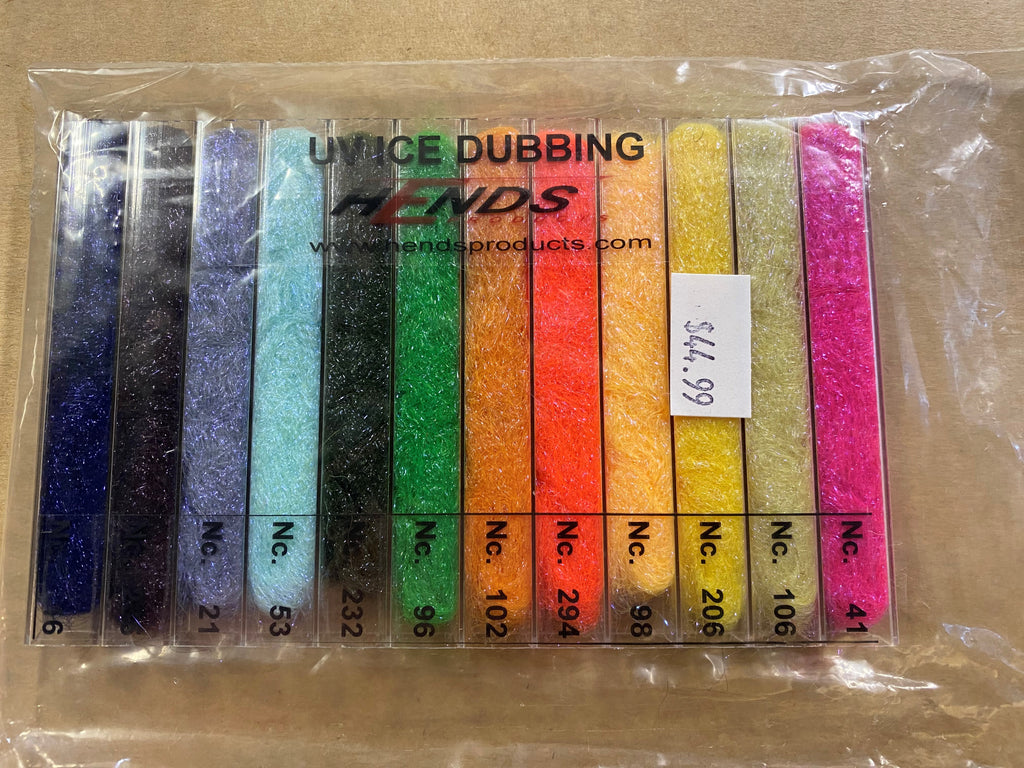 UV ICE DUBBING
HENDS
PRODUCTS
www.hendsproducts.com
$44.99
Nc. 21
Nc. 53
Nc. 232
Nc. 96
Nc. 102
Nc. 294
Nc. 98
Nc. 206
Nc. 106
Nc. 41